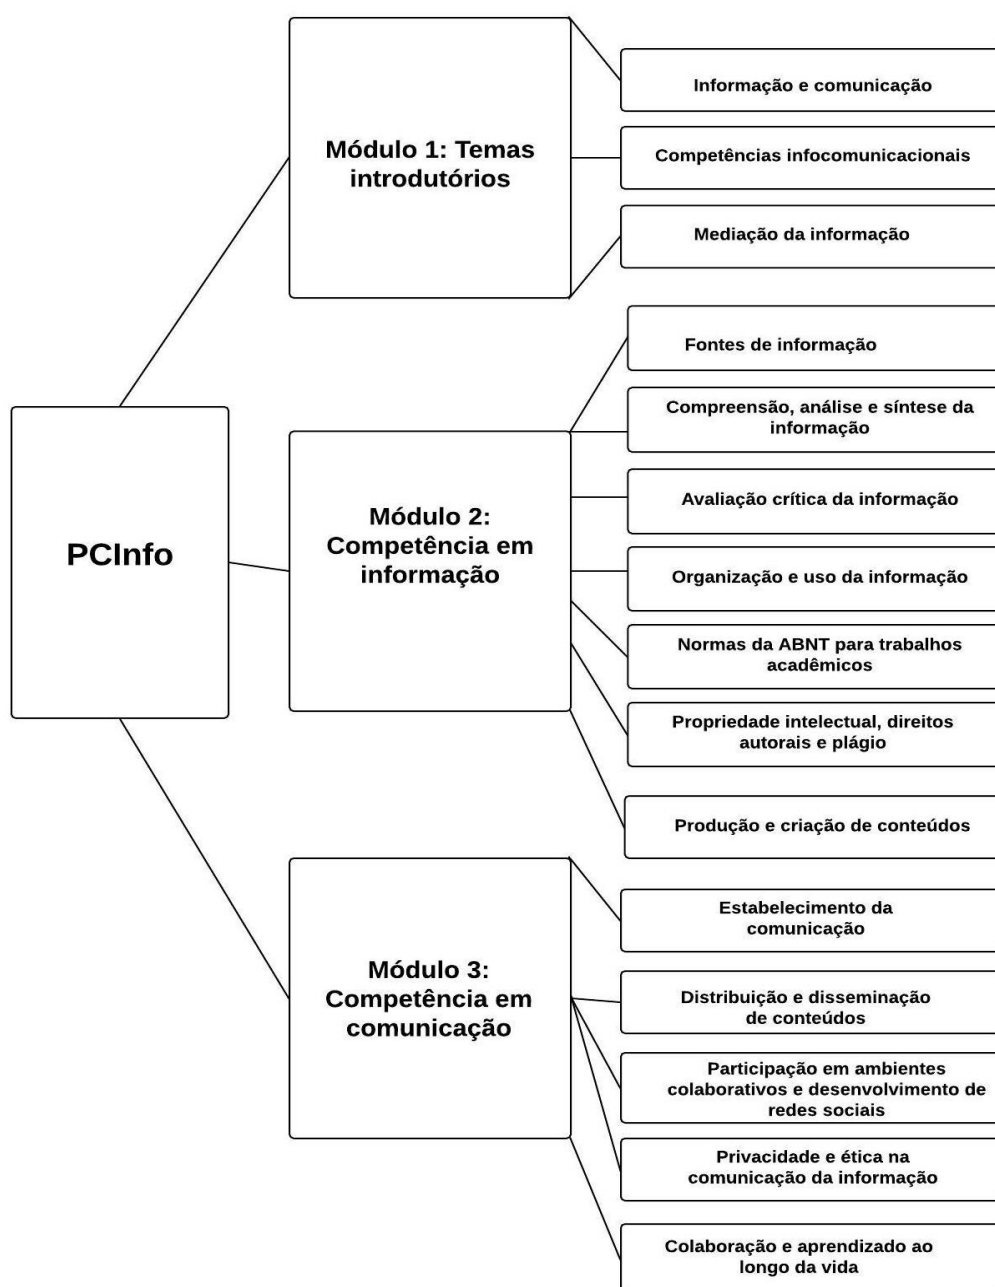 PCInfo
Módulo 1: Temas
introdutórios
Informação e comunicação
Competências infocomunicacionais
Mediação da informação
Módulo 2:
Competência em
informação
Fontes de informação
Compreensão, análise e síntese da
informação
Avaliação crítica da informação
Organização e uso da informação
Normas da ABNT para trabalhos
acadêmicos
Propriedade intelectual, direitos
autorais e plágio
Produção e criação de conteúdos
Módulo 3:
Competência em
comunicação
Estabelecimento da
comunicação
Distribuição e disseminação
de conteúdos
Participação em ambientes
colaborativos e desenvolvimento de
redes sociais
Privacidade e ética na
comunicação da informação
Colaboração e aprendizado ao
longo da vida